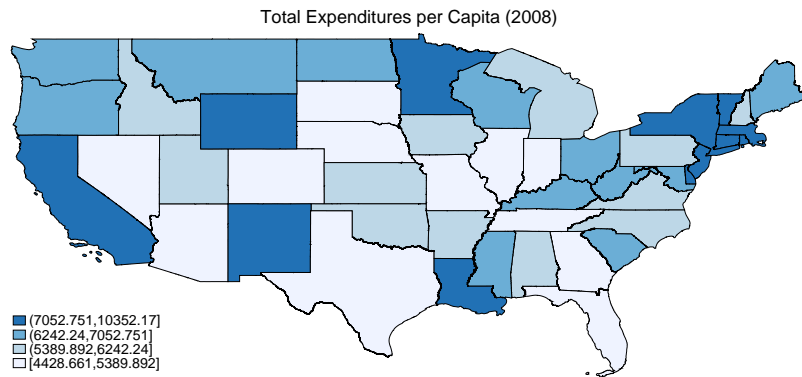 Total Expenditures per Capita (2008)
(7052.751,10352.17]
(6242.24,7052.751]
(5389.892,6242.24]
[4428.661,5389.892]